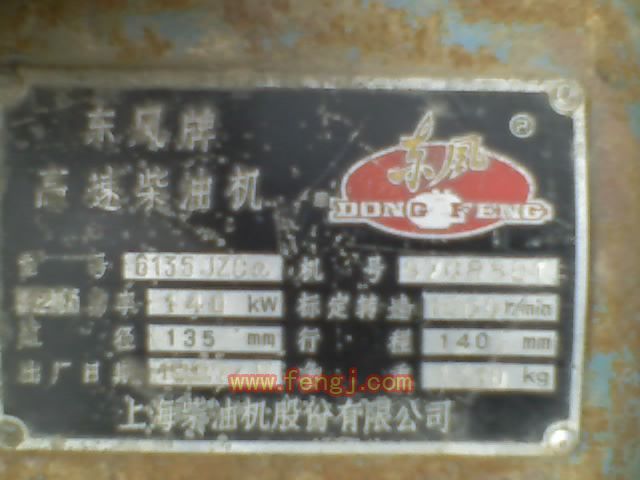 东风牌
高速柴油机
东風
DONG FENG
®
号 6135JZCa 机 号
功率 140 kW 标定转速 r/min
缸 径 135 mm 行 程 140 mm
出厂日期 kg
www.fengj.com
上海柴油机股份有限公司